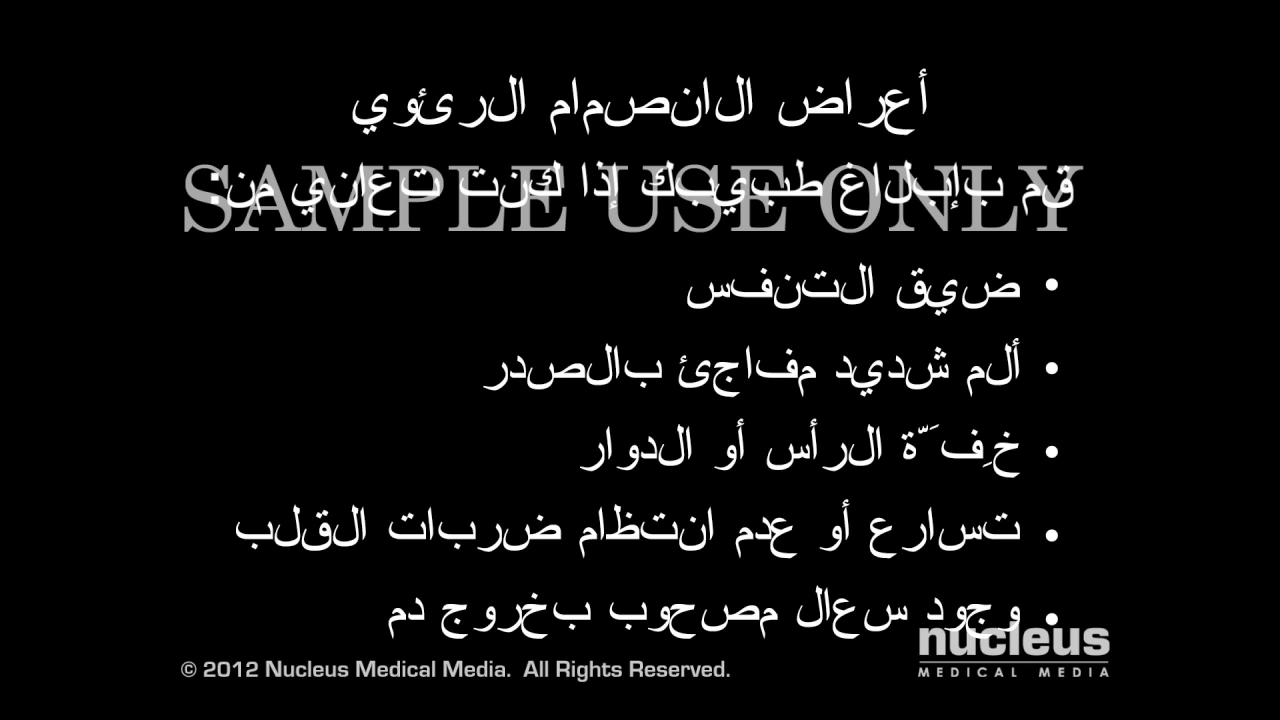 أعراض الانصمام الرئوي
قم بإبلاغ طبيبك إذا كنت تعاني من:
SAMPLE USE ONLY
• ضيق التنفس
• ألم شديد مفاجئ بالصدر
• خِفَّة الرأس أو الدوار
• تسارع أو عدم انتظام ضربات القلب
• وجود سعال مصحوب بخروج دم
nucleus
MEDICAL MEDIA
© 2012 Nucleus Medical Media. All Rights Reserved.